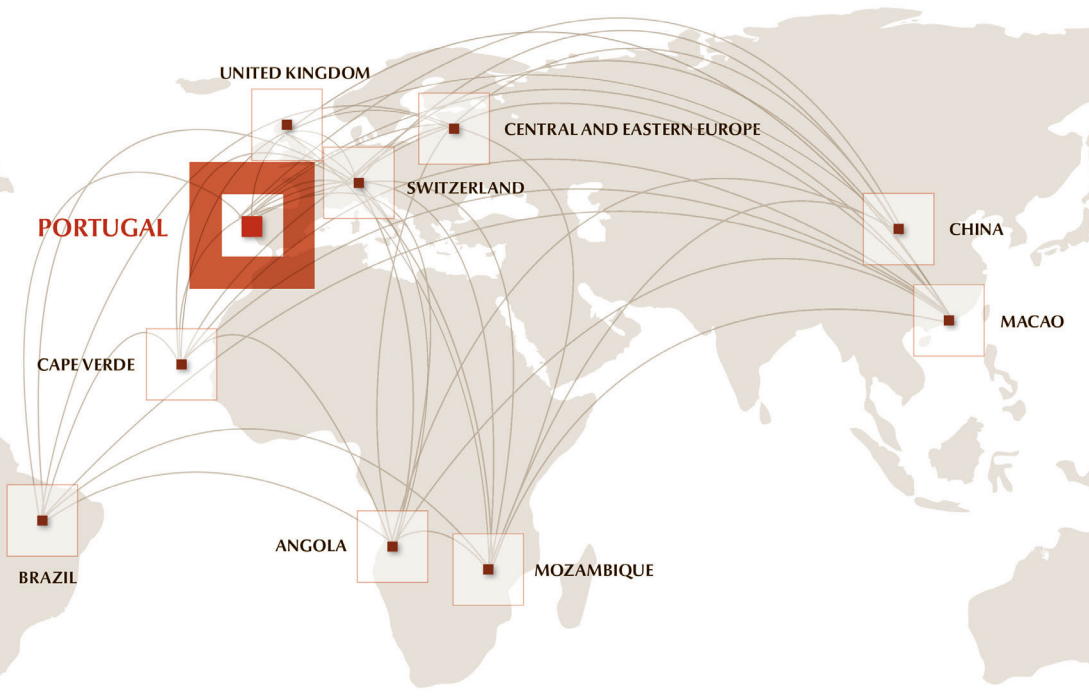 UNITED KINGDOM
CENTRAL AND EASTERN EUROPE
SWITZERLAND
PORTUGAL
CHINA
MACAO
CAPE VERDE
ANGOLA
MOZAMBIQUE
BRAZIL